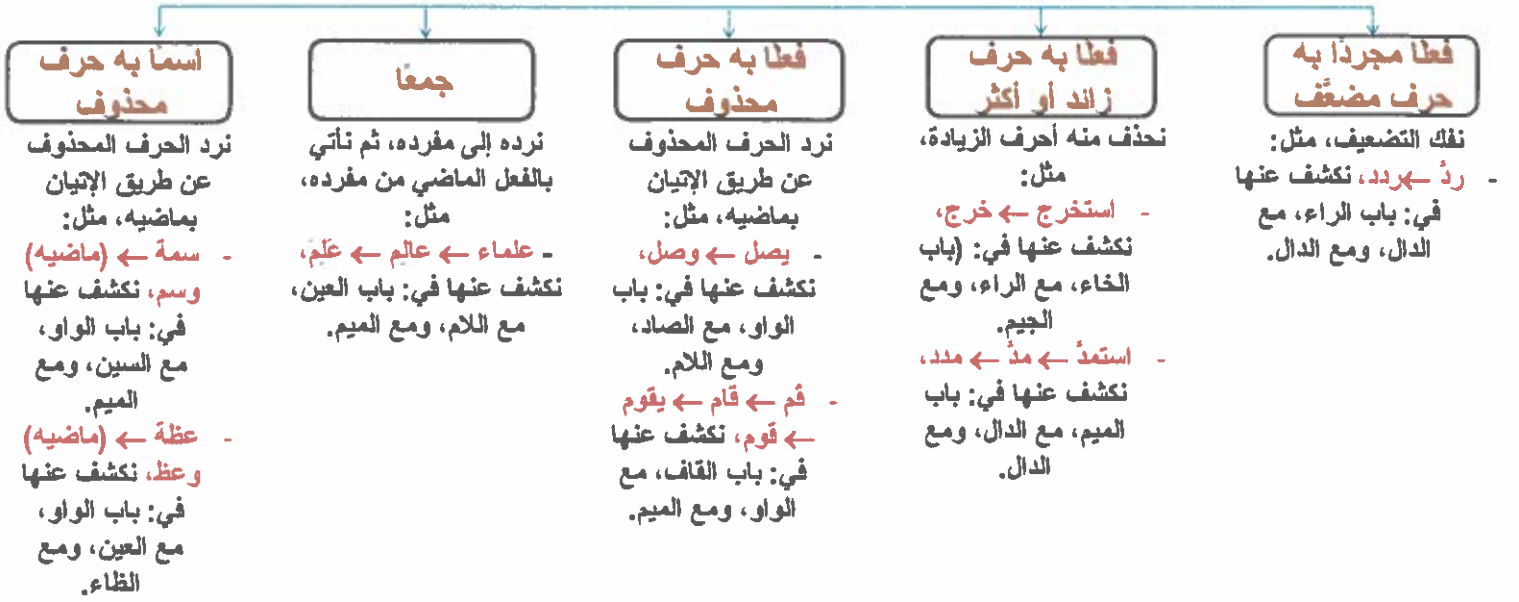 فعلًا مجردًا به
حرف مضعَّف
نفك التضعيف، مثل:
- ردَّ ← ردد، نكشف عنها
في: باب الراء، مع
الدال، ومع الدال.
فعلًا به حرف
زائد أو أكثر
نحذف منه أحرف الزيادة،
مثل:
- استخرج ← خرج،
نكشف عنها في: (باب
الخاء، مع الراء، ومع
الجيم.
- استمدَّ ← مدَّ ← مدد،
نكشف عنها في: باب
الميم، مع الدال، ومع
الدال.
فعلًا به حرف
محذوف
نرد الحرف المحذوف
عن طريق الإتيان
بماضيه، مثل:
- يصل ← وصل،
نكشف عنها في: باب
الواو، مع الصاد،
ومع اللام.
- قُم ← قام ← يقوم
← قوم، نكشف عنها
في: باب القاف، مع
الواو، ومع الميم.
جمعًا
نرده إلى مفرده، ثم نأتي
بالفعل الماضي من مفرده،
مثل:
- علماء ← عالِم ← عَلِمَ،
نكشف عنها في: باب العين،
مع اللام، ومع الميم.
اسمًا به حرف
محذوف
نرد الحرف المحذوف
عن طريق الإتيان
بماضيه، مثل:
- سمة ← (ماضيه)
وسم، نكشف عنها
في: باب الواو،
مع السين، ومع
الميم.
- عظة ← (ماضيه)
وعظ، نكشف عنها
في: باب الواو،
مع العين، ومع
الظاء.